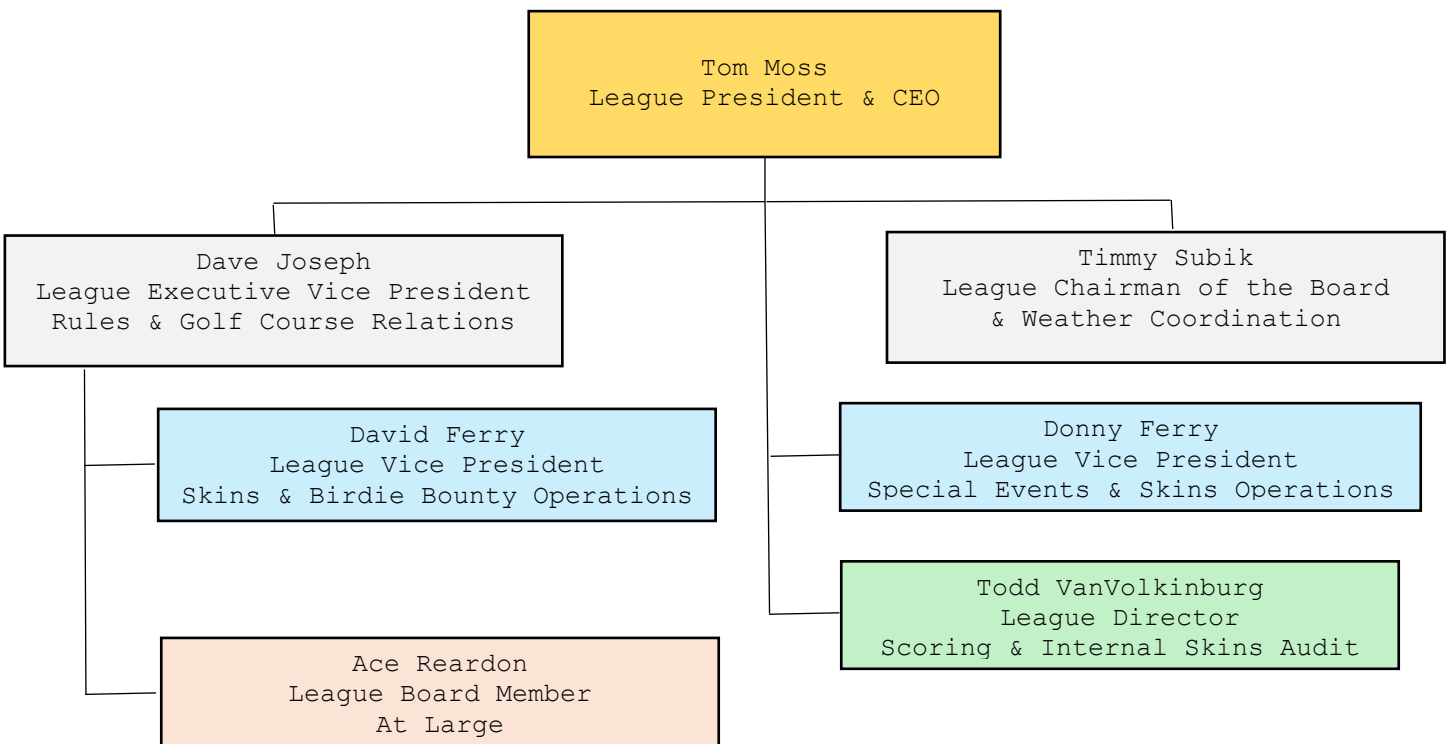 Tom Moss
League President & CEO
Dave Joseph
League Executive Vice President
Rules & Golf Course Relations
Timmy Subik
League Chairman of the Board
& Weather Coordination
David Ferry
League Vice President
Skins & Birdie Bounty Operations
Donny Ferry
League Vice President
Special Events & Skins Operations
Todd VanVolkinburg
League Director
Scoring & Internal Skins Audit
Ace Reardon
League Board Member
At Large